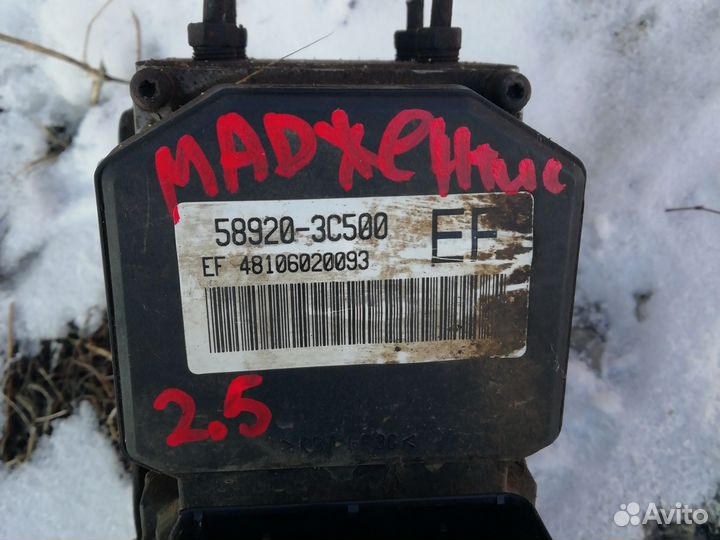 МАДЖЕНТИС
58920-3C500
EF
EF 48106020093
2.5
Avito